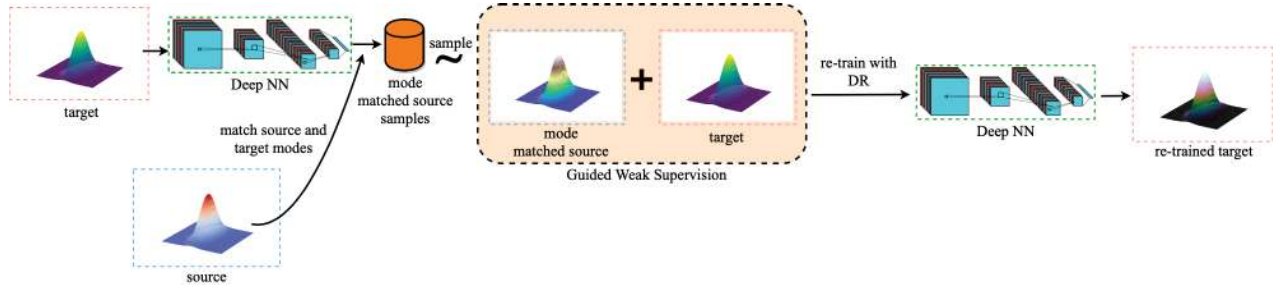 target
Deep NN
match source and
target modes
source
mode
matched source
samples
sample
~
mode
matched source
+
target
Guided Weak Supervision
re-train with
DR
Deep NN
re-trained target